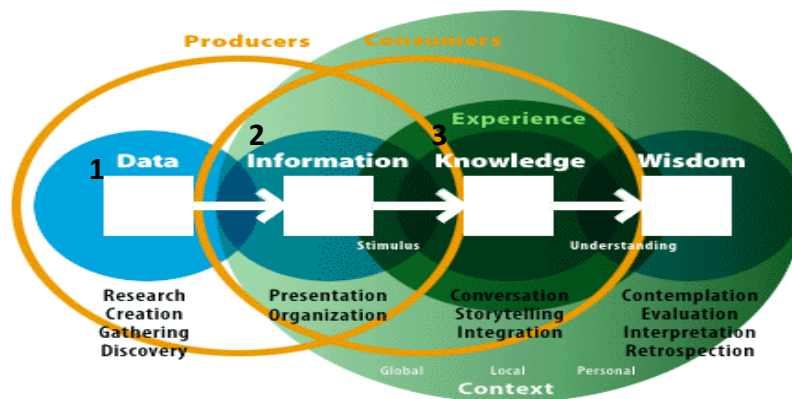 Producers Consumers
Experience
1 Data 2 Information 3 Knowledge Wisdom
Stimulus Understanding
Research
Creation
Gathering
Discovery
Presentation
Organization
Conversation
Storytelling
Integration
Contemplation
Evaluation
Interpretation
Retrospection
Global Local Personal
Context